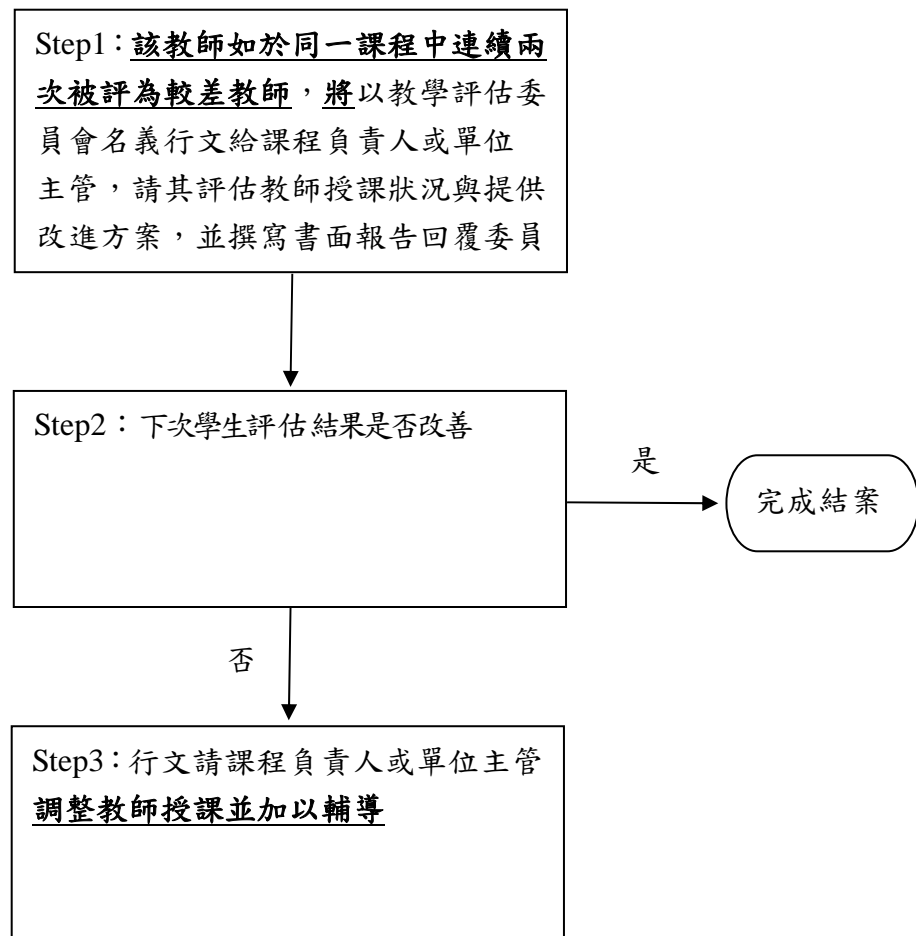 Step1：該教師如於同一課程中連續兩
次被評為較差教師，將以教學評估委
員會名義行文給課程負責人或單位
主管，請其評估教師授課狀況與提供
改進方案，並撰寫書面報告回覆委員
Step2：下次學生評估結果是否改善
是
完成結案
否
Step3：行文請課程負責人或單位主管
調整教師授課並加以輔導